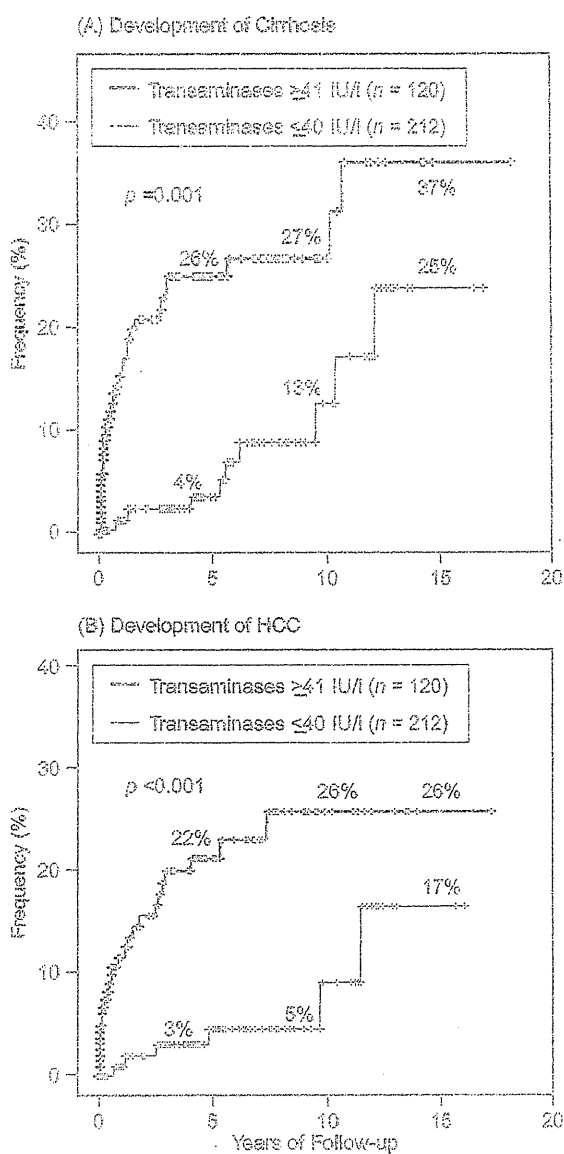 (A) Development of Cirrhosis
Transaminases ≥41 IU/l (n = 120)
Transaminases ≤40 IU/l (n = 212)
p =0.001
Frequency (%)
40
30
20
10
0
26%
27%
37%
4%
13%
25%
0
5
10
15
20
(B) Development of HCC
Transaminases ≥41 IU/l (n = 120)
Transaminases ≤40 IU/l (n = 212)
p <0.001
Frequency (%)
40
30
20
10
0
22%
26%
26%
3%
5%
17%
0
5
10
15
20
Years of Follow-up